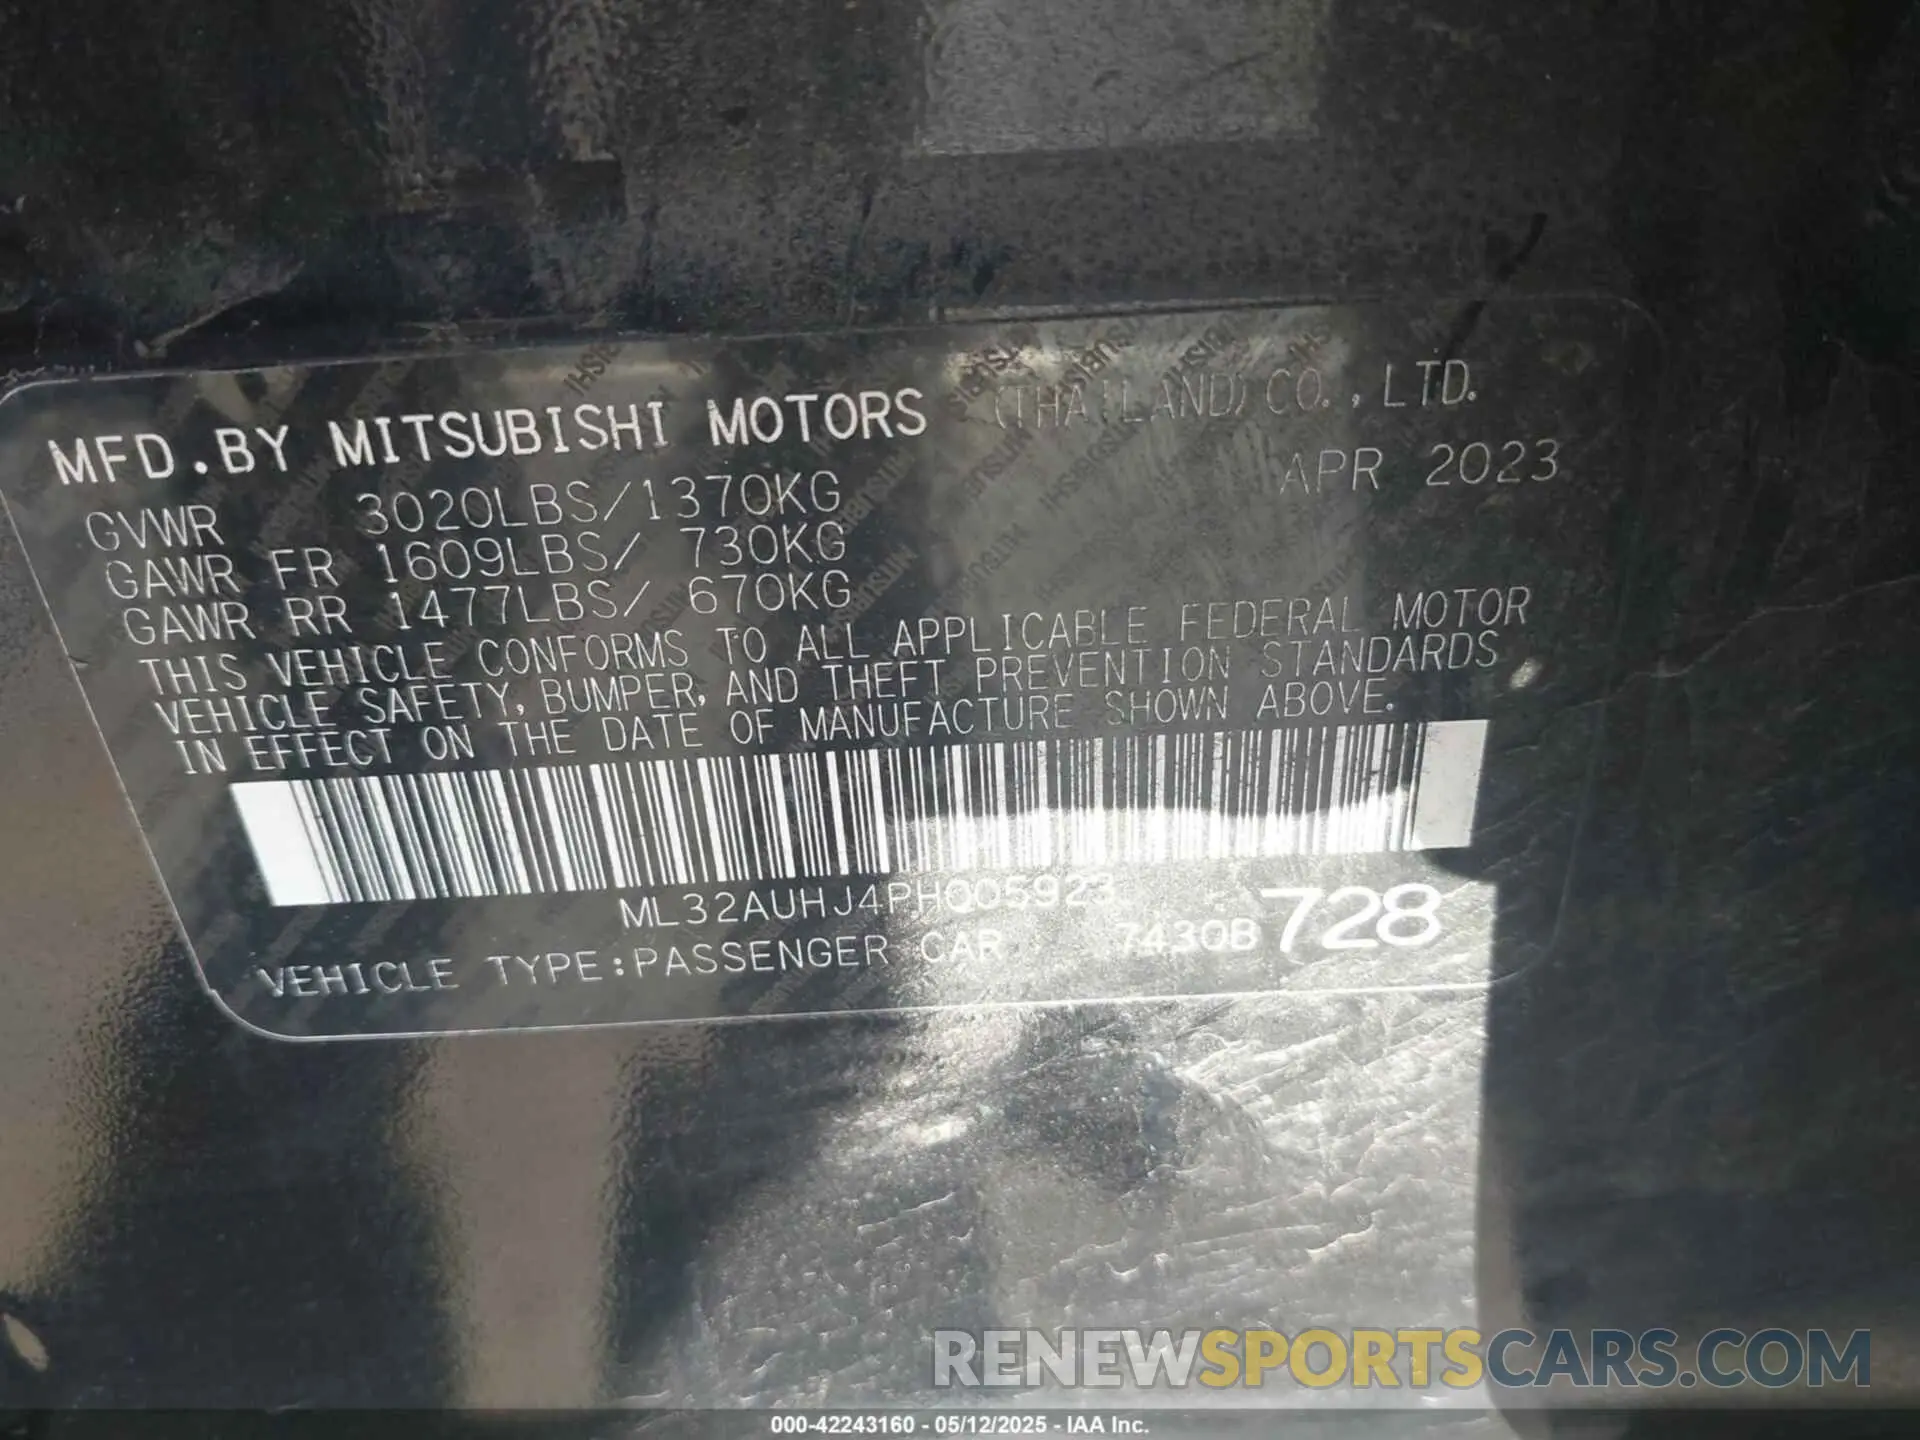 MFD.BY MITSUBISHI MOTORS (THAILAND) CO., LTD.
APR 2023
GVWR 3020LBS/1370KG
GAWR FR 1609LBS/ 730KG
GAWR RR 1477LBS/ 670KG
THIS VEHICLE CONFORMS TO ALL APPLICABLE FEDERAL MOTOR
VEHICLE SAFETY, BUMPER, AND THEFT PREVENTION STANDARDS
IN EFFECT ON THE DATE OF MANUFACTURE SHOWN ABOVE.
ML32AUHJ4PH005923
VEHICLE TYPE:PASSENGER CAR 7430B 728
RENEWSPORTSCARS.COM
000-42243160 - 05/12/2025 - IAA Inc.